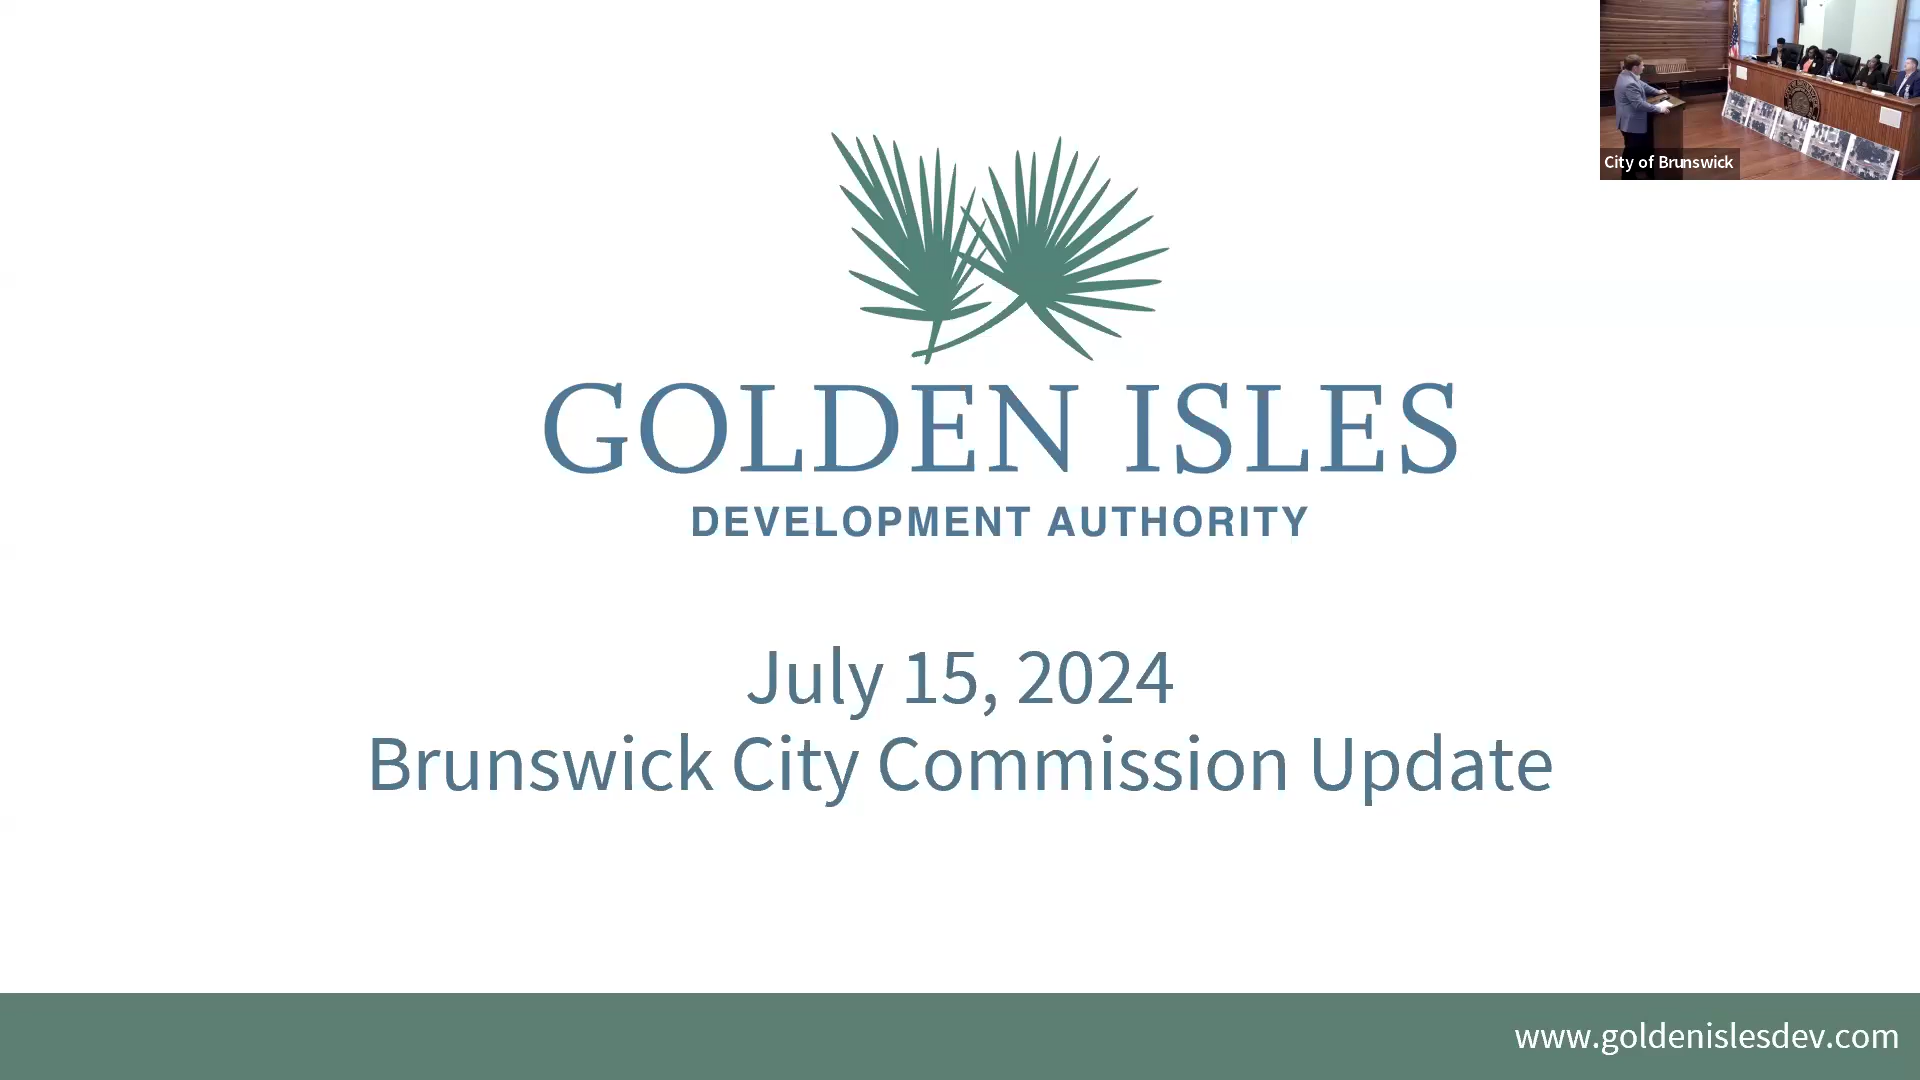 City of Brunswick
GOLDEN ISLES
DEVELOPMENT AUTHORITY
July 15, 2024
Brunswick City Commission Update
www.goldenislesdev.com